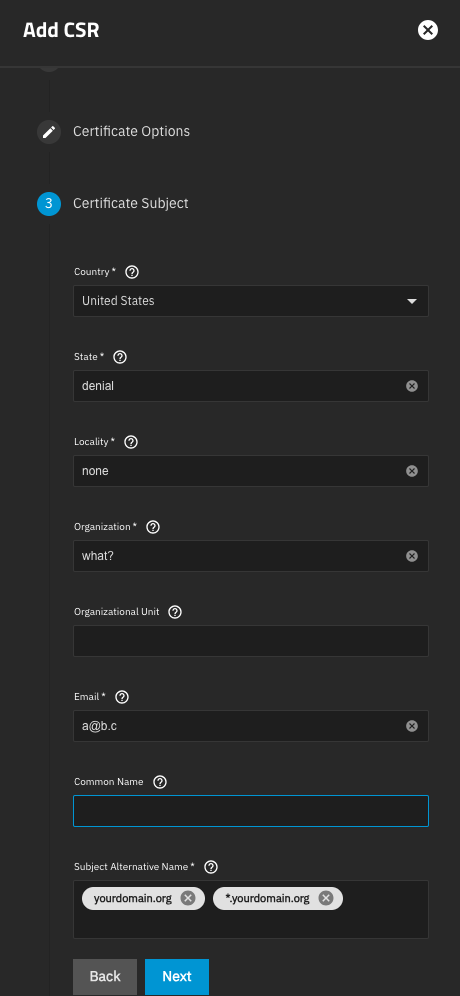 Add CSR
Certificate Options
3 Certificate Subject
Country *
United States
State *
denial
Locality *
none
Organization *
what?
Organizational Unit
Email *
a@b.c
Common Name
Subject Alternative Name *
yourdomain.org *.yourdomain.org
Back Next